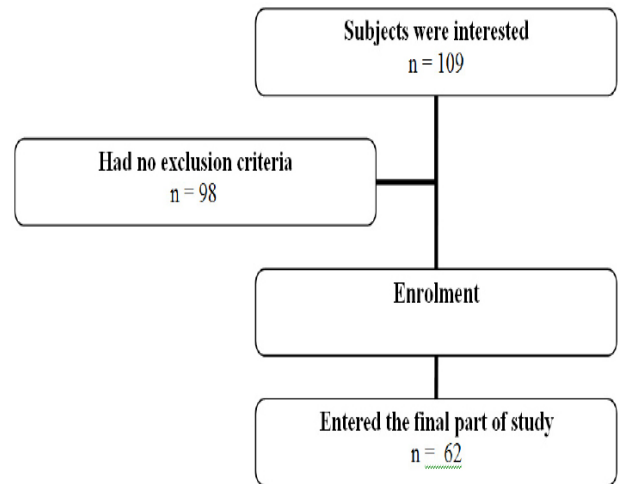 Subjects were interested
n = 109
Had no exclusion criteria
n = 98
Enrolment
Entered the final part of study
n = 62